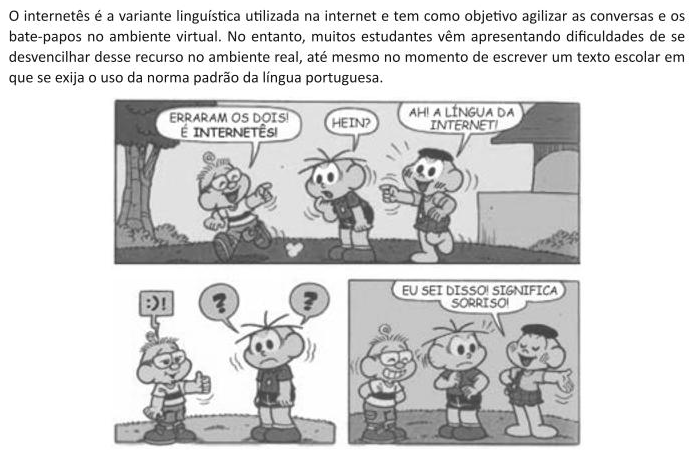 O internetês é a variante linguística utilizada na internet e tem como objetivo agilizar as conversas e os
bate-papos no ambiente virtual. No entanto, muitos estudantes vêm apresentando dificuldades de se
desvencilhar desse recurso no ambiente real, até mesmo no momento de escrever um texto escolar em
que se exija o uso da norma padrão da língua portuguesa.
ERRARAM OS DOIS!
É INTERNETÊS!
HEIN?
AH! A LÍNGUA DA
INTERNET!
:)!
?
?
EU SEI DISSO! SIGNIFICA
SORRISO!